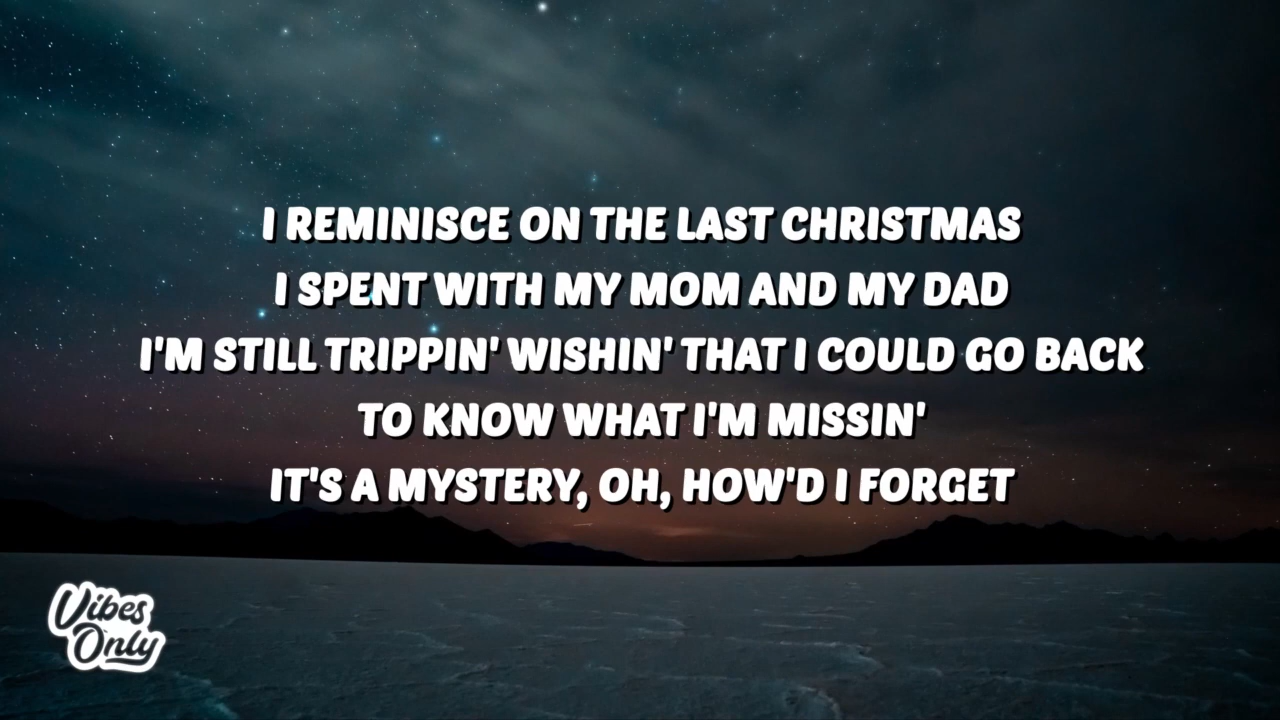 I REMINISCE ON THE LAST CHRISTMAS
I SPENT WITH MY MOM AND MY DAD
I'M STILL TRIPPIN' WISHIN' THAT I COULD GO BACK
TO KNOW WHAT I'M MISSIN'
IT'S A MYSTERY, OH, HOW'D I FORGET
Vibes
Only